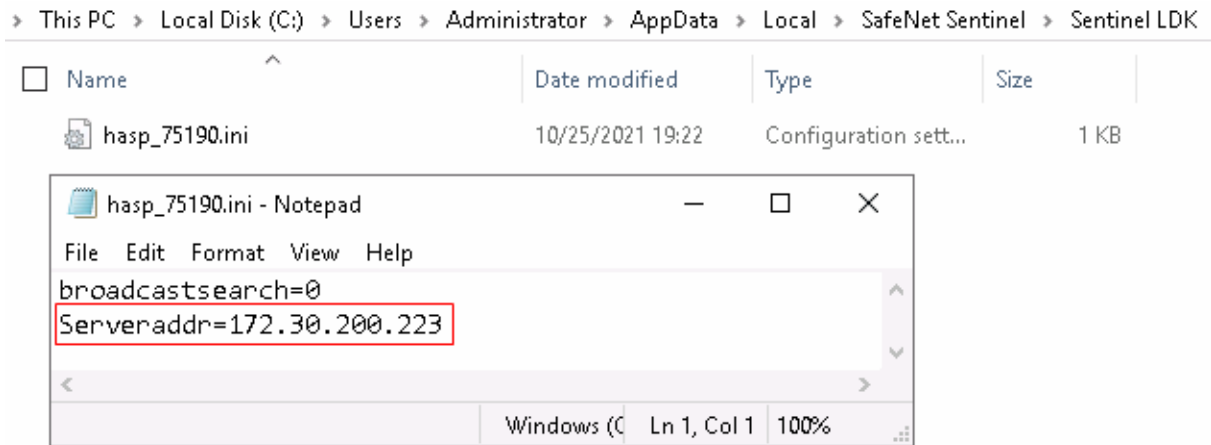 > This PC > Local Disk (C:) > Users > Administrator > AppData > Local > SafeNet Sentinel > Sentinel LDK
Name Date modified Type Size
hasp_75190.ini 10/25/2021 19:22 Configuration sett... 1 KB
hasp_75190.ini - Notepad
File Edit Format View Help
broadcastsearch=0
Serveraddr=172.30.200.223
Windows (C Ln 1, Col 1 100%